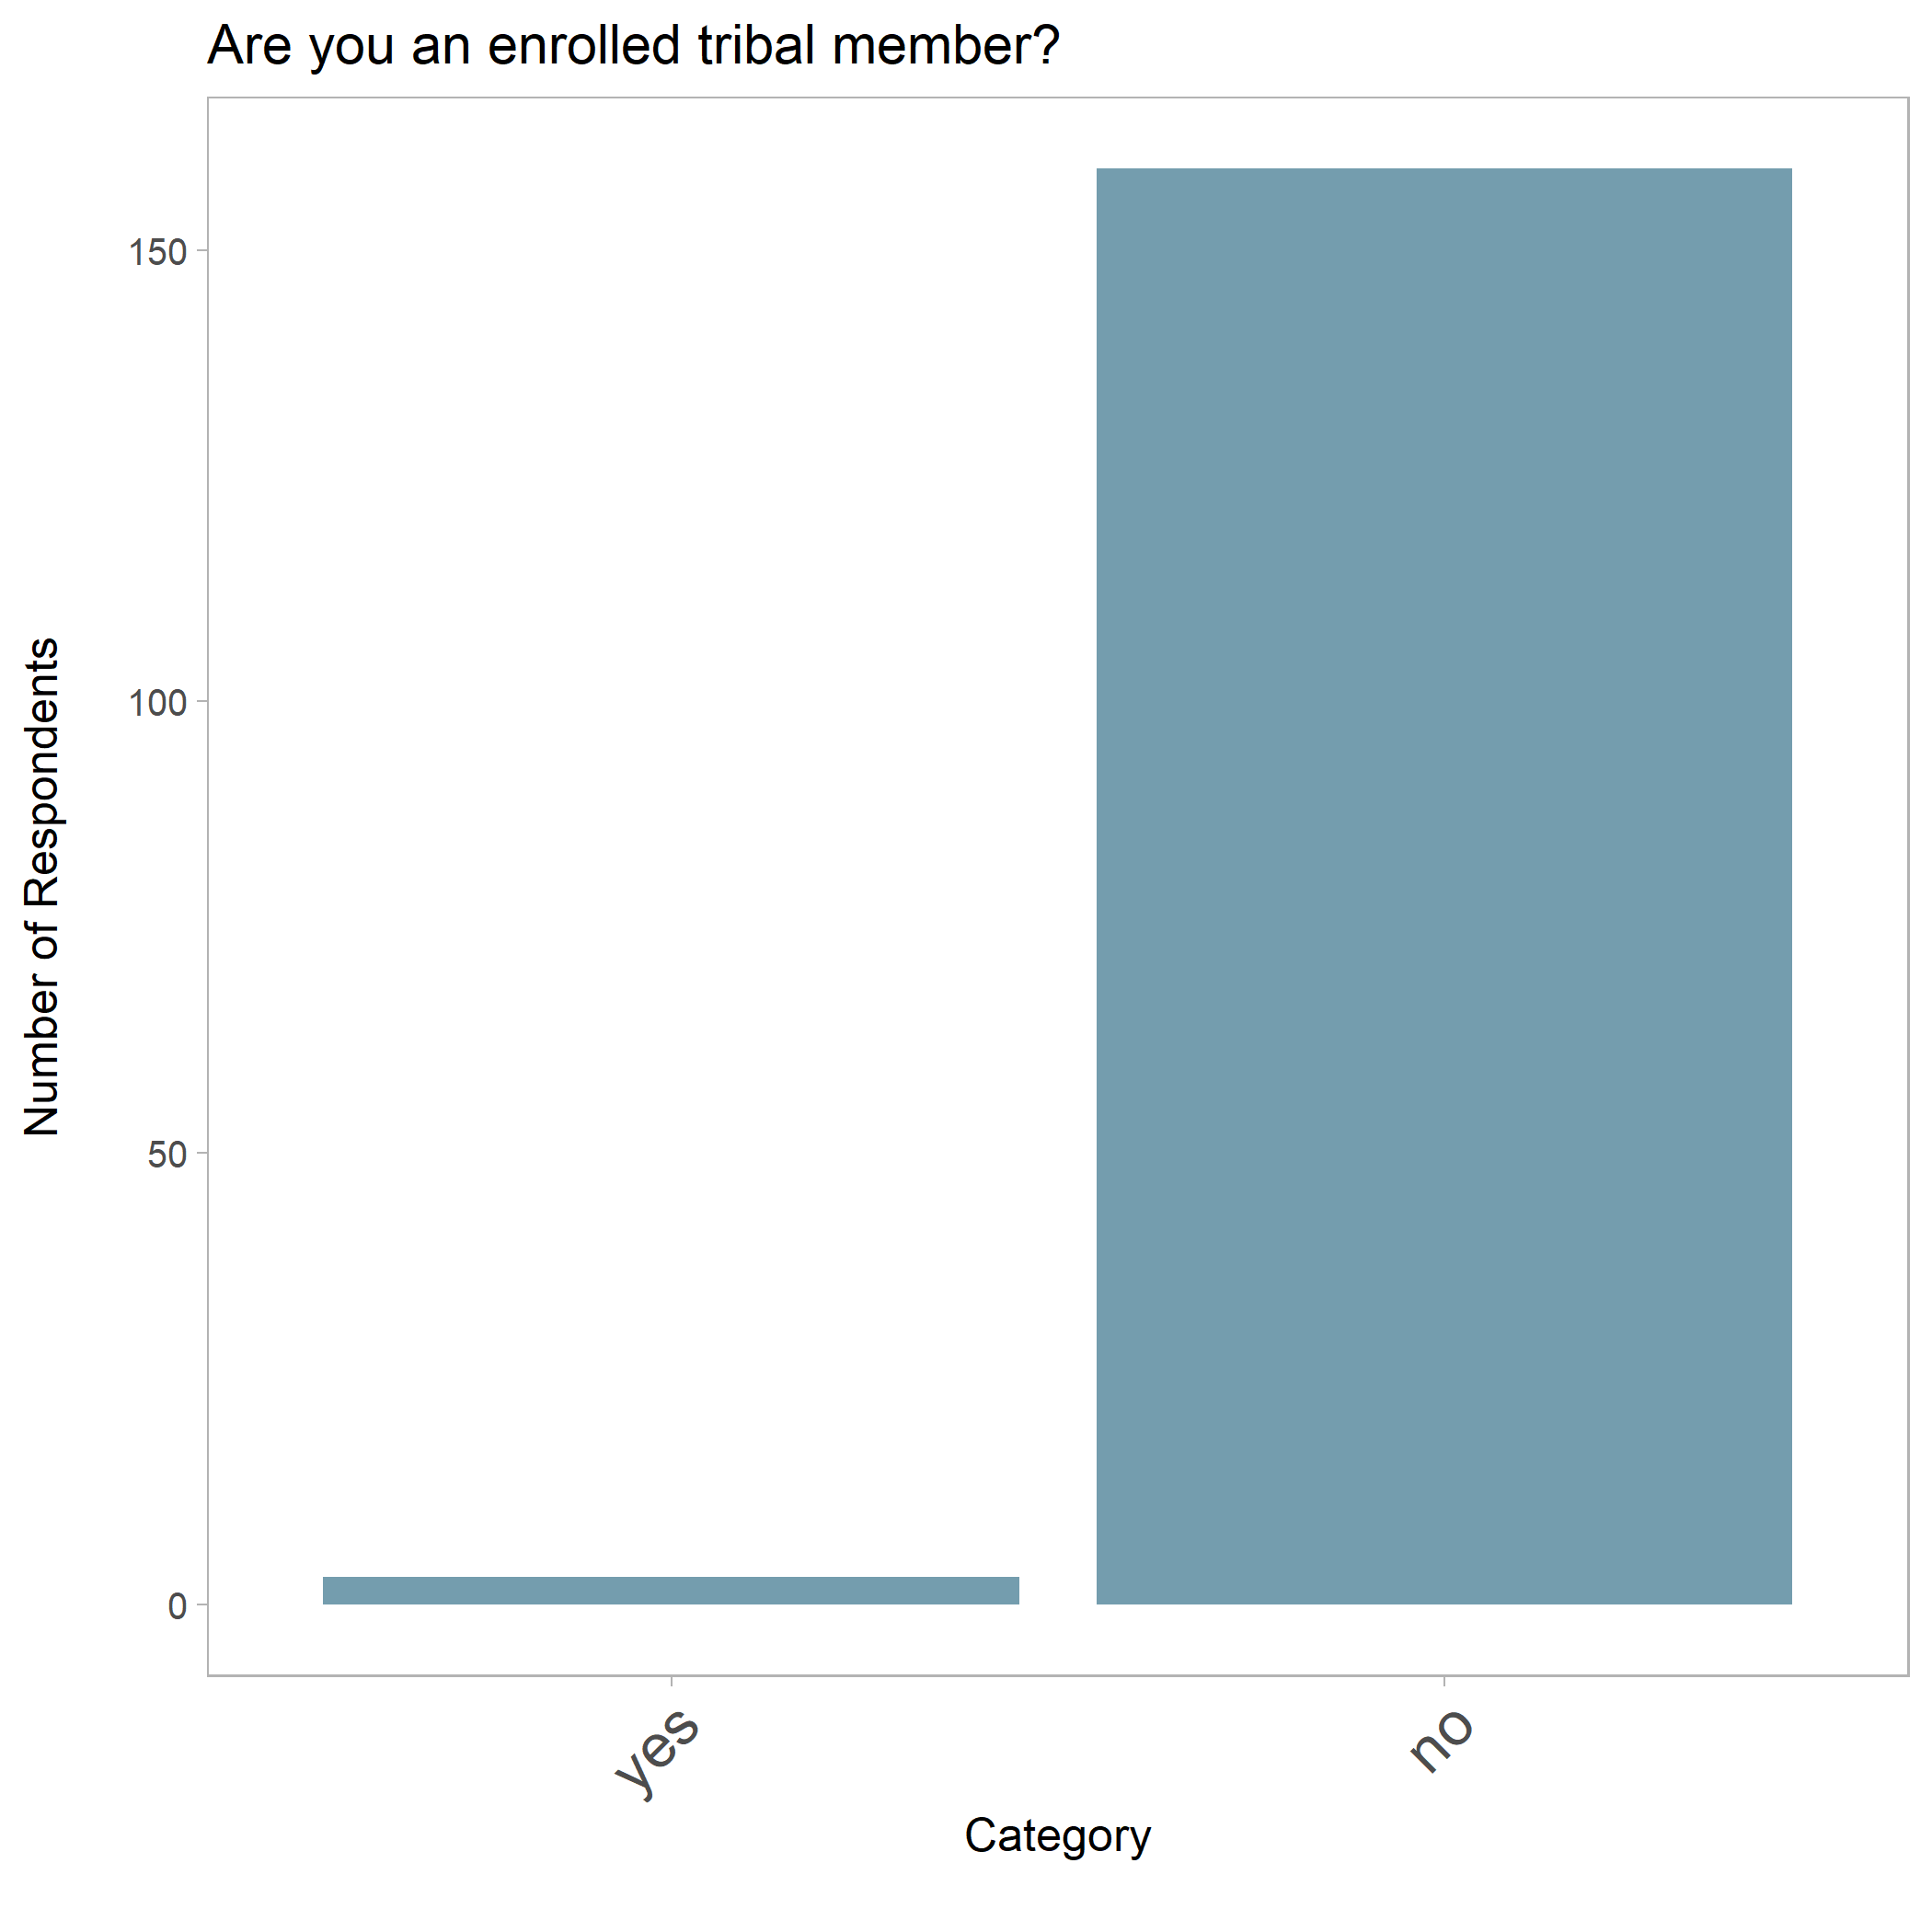 Are you an enrolled tribal member?
Number of Respondents
150
100
50
0
yes
no
Category